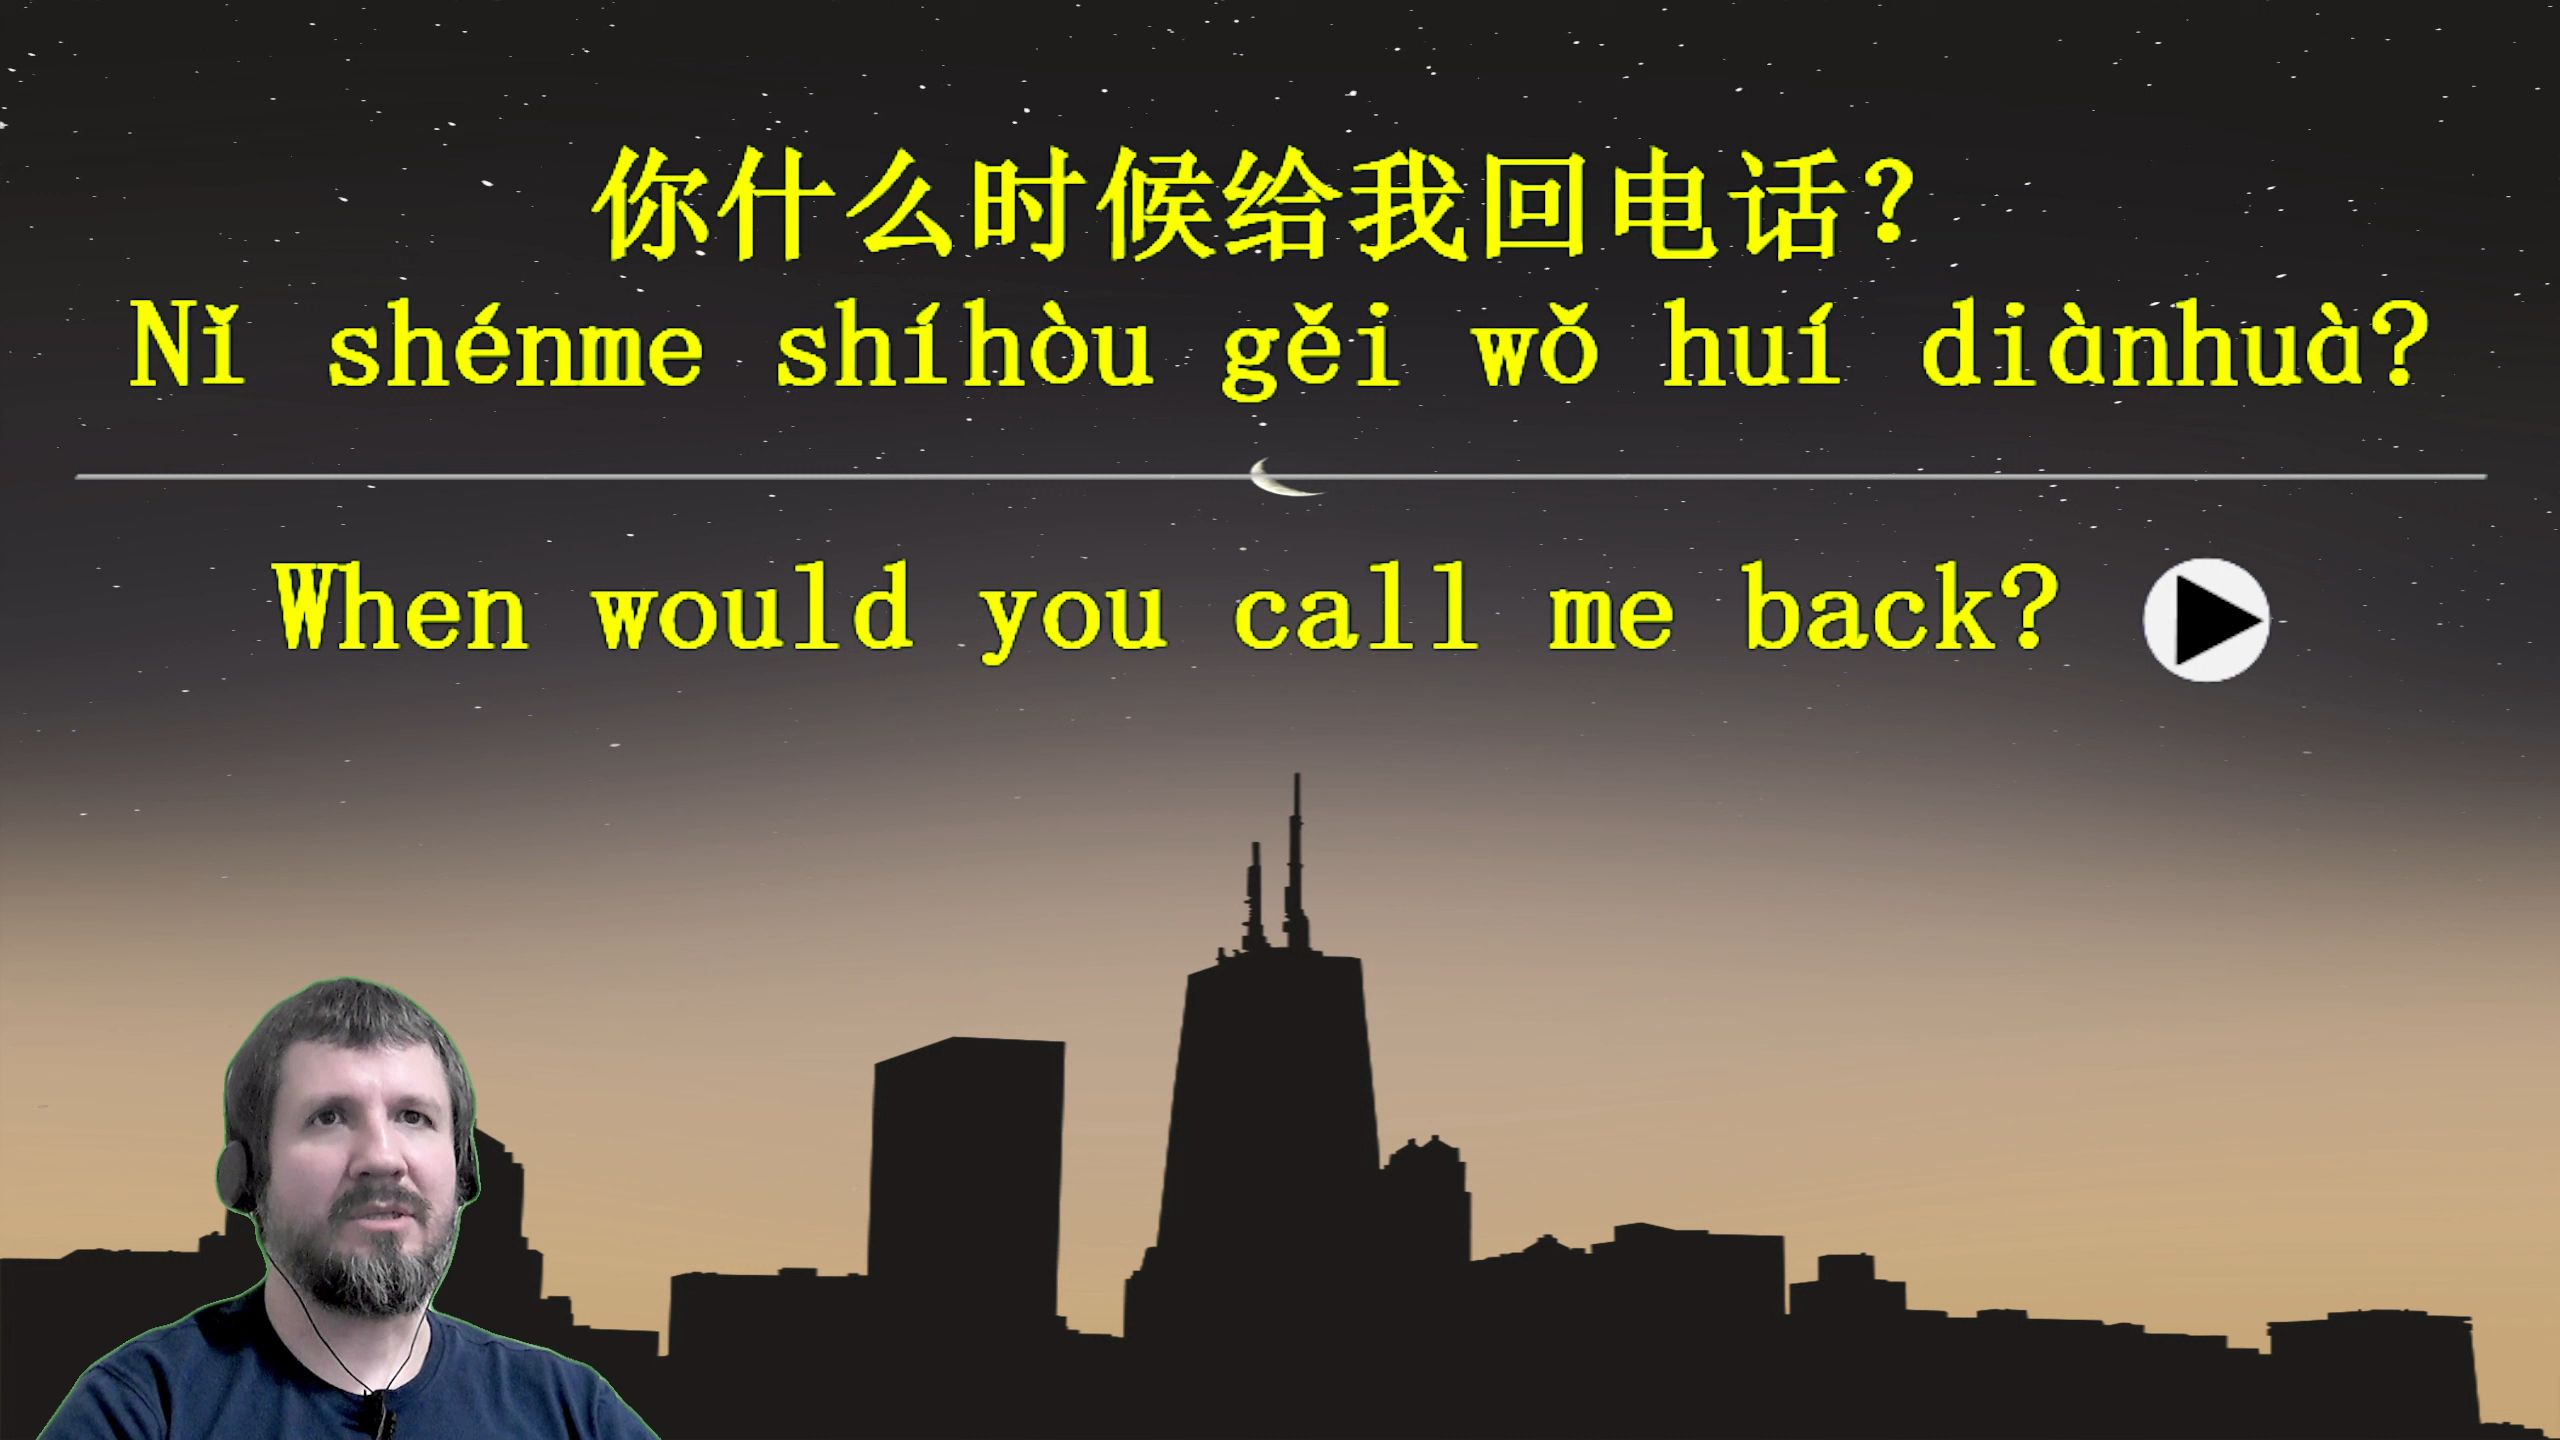 你什么时候给我回电话?
Nǐ shénme shíhòu gěi wǒ huí diànhuà?
When would you call me back?